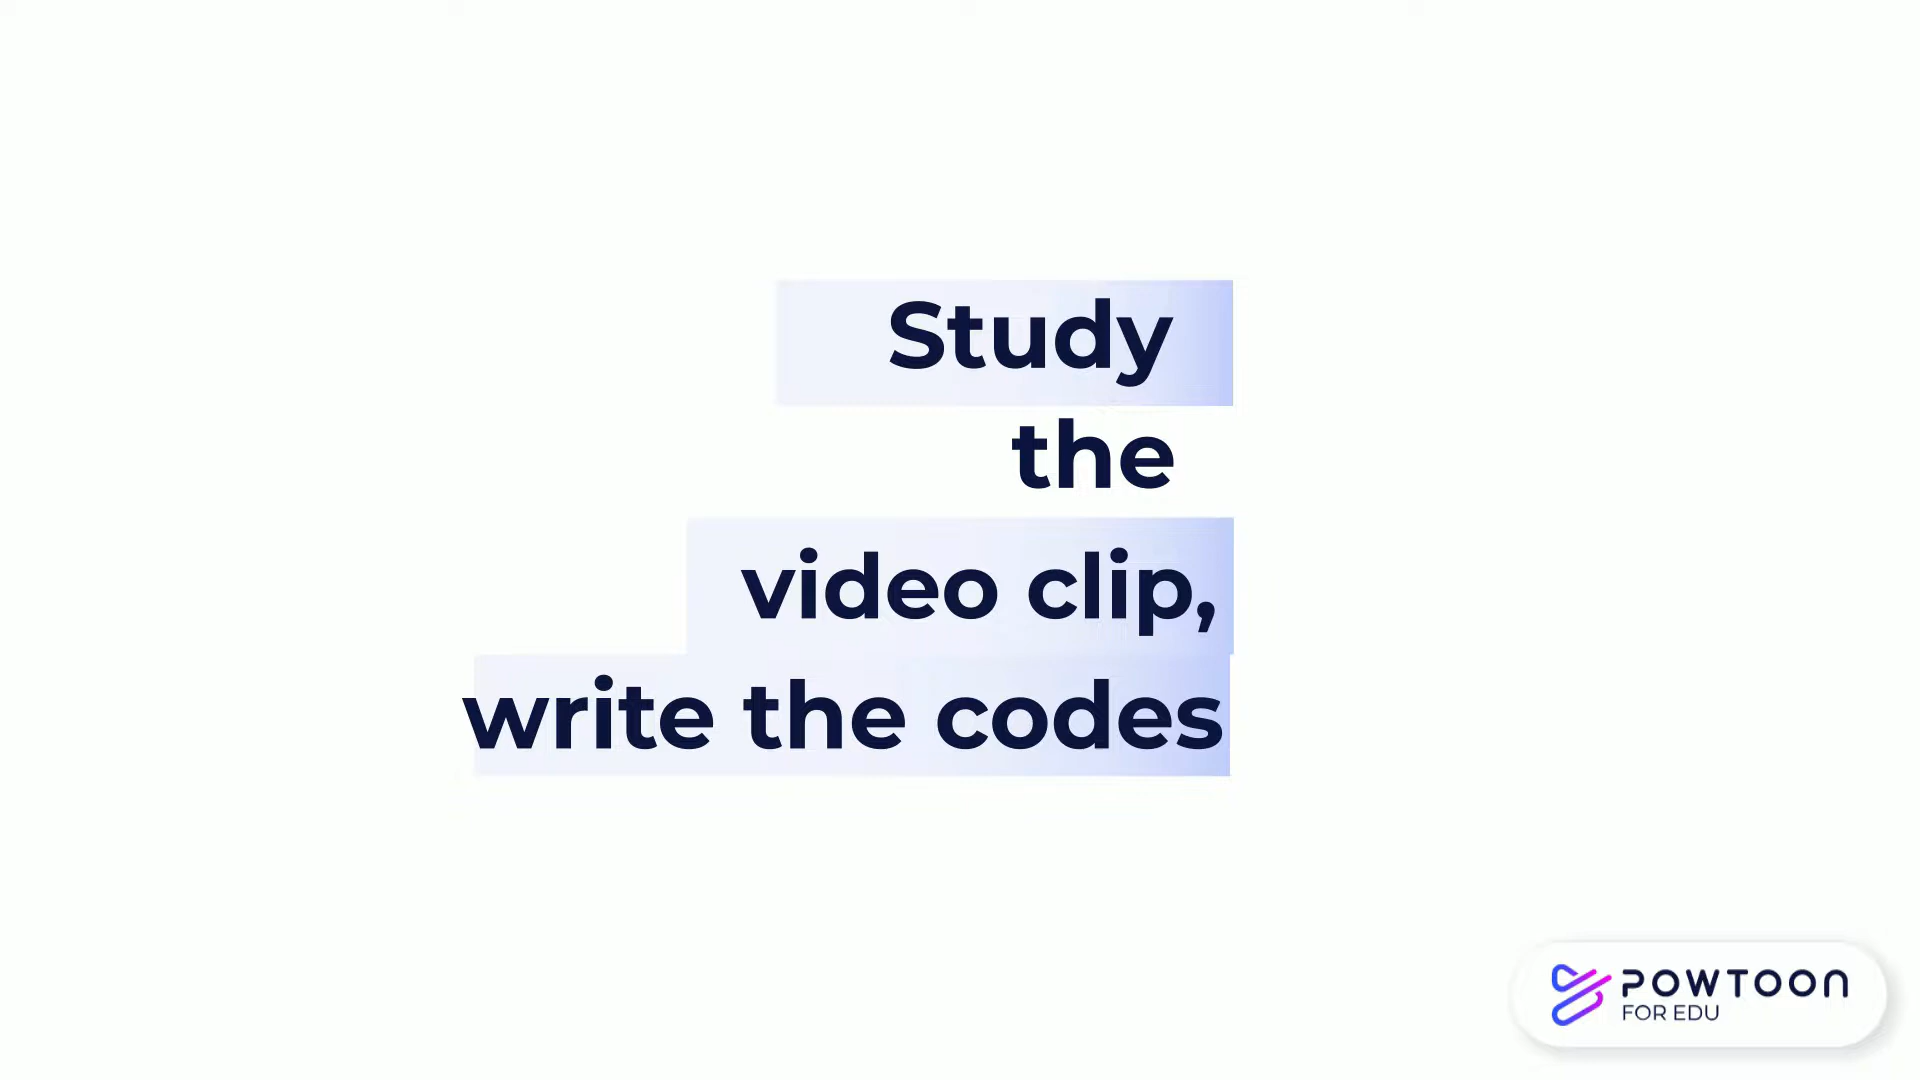 Study
the
video clip,
write the codes
POWTOON
FOR EDU